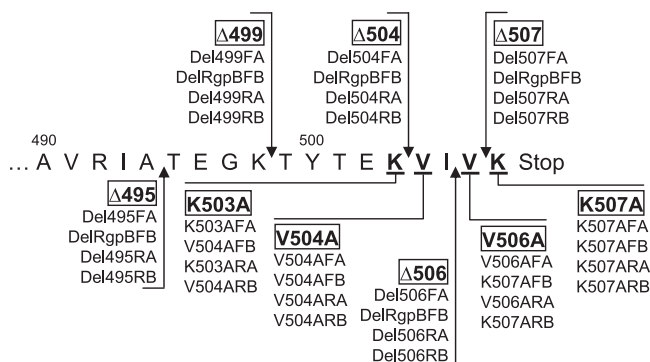 Δ499
Del499FA
DelRgpBFB
Del499RA
Del499RB
Δ504
Del504FA
DelRgpBFB
Del504RA
Del504RB
Δ507
Del507FA
DelRgpBFB
Del507RA
Del507RB
490
500
... A V R I A T E G K T Y T E K V I V K Stop
Δ495
Del495FA
DelRgpBFB
Del495RA
Del495RB
K503A
K503AFA
V504AFB
K503ARA
V504ARB
V504A
V504AFA
V504AFB
V504ARA
V504ARB
Δ506
Del506FA
DelRgpBFB
Del506RA
Del506RB
V506A
V506AFA
K507AFB
V506ARA
K507ARB
K507A
K507AFA
K507AFB
K507ARA
K507ARB